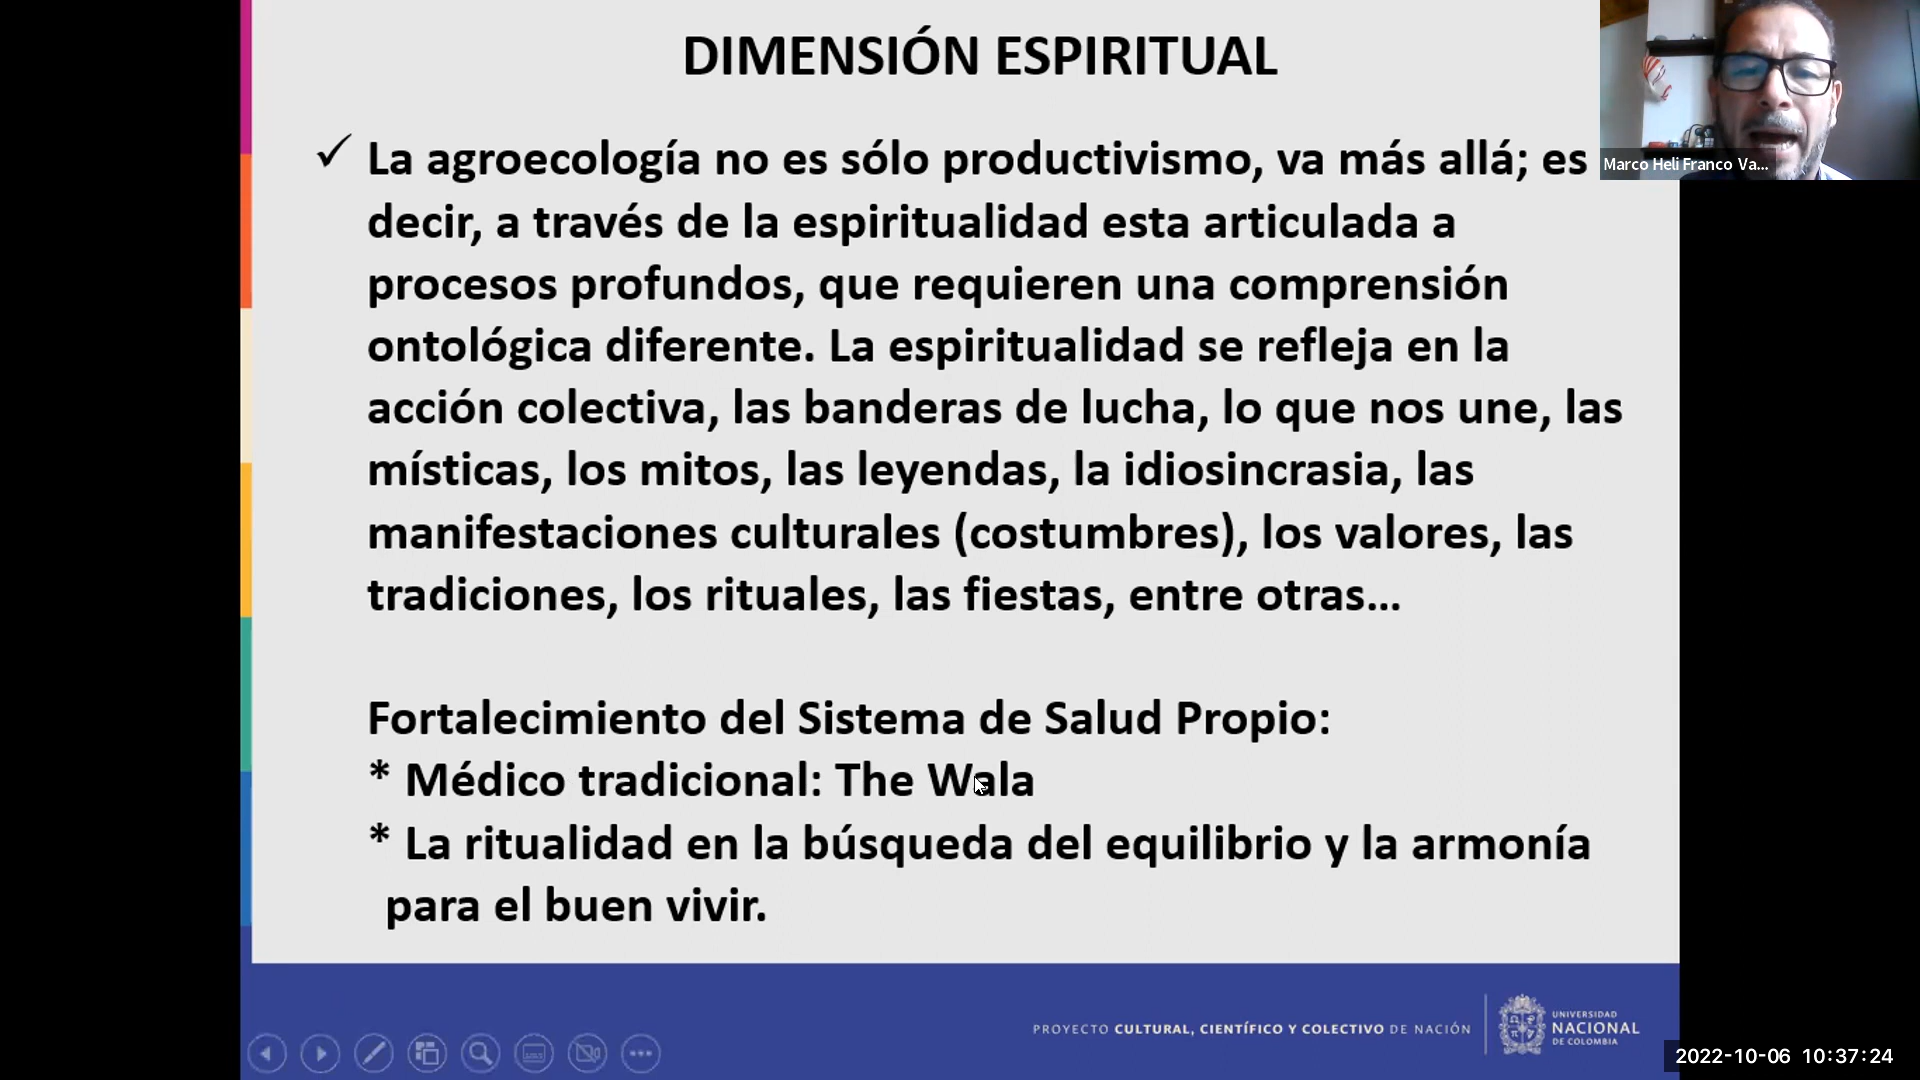 DIMENSIÓN ESPIRITUAL
✓ La agroecología no es sólo productivismo, va más allá; es
decir, a través de la espiritualidad esta articulada a
procesos profundos, que requieren una comprensión
ontológica diferente. La espiritualidad se refleja en la
acción colectiva, las banderas de lucha, lo que nos une, las
místicas, los mitos, las leyendas, la idiosincrasia, las
manifestaciones culturales (costumbres), los valores, las
tradiciones, los rituales, las fiestas, entre otras...
Fortalecimiento del Sistema de Salud Propio:
* Médico tradicional: The Wala
* La ritualidad en la búsqueda del equilibrio y la armonía
para el buen vivir.
Marco Heli Franco Va...
PROYECTO CULTURAL, CIENTÍFICO Y COLECTIVO DE NACIÓN
UNIVERSIDAD
NACIONAL
DE COLOMBIA
2022-10-06 10:37:24